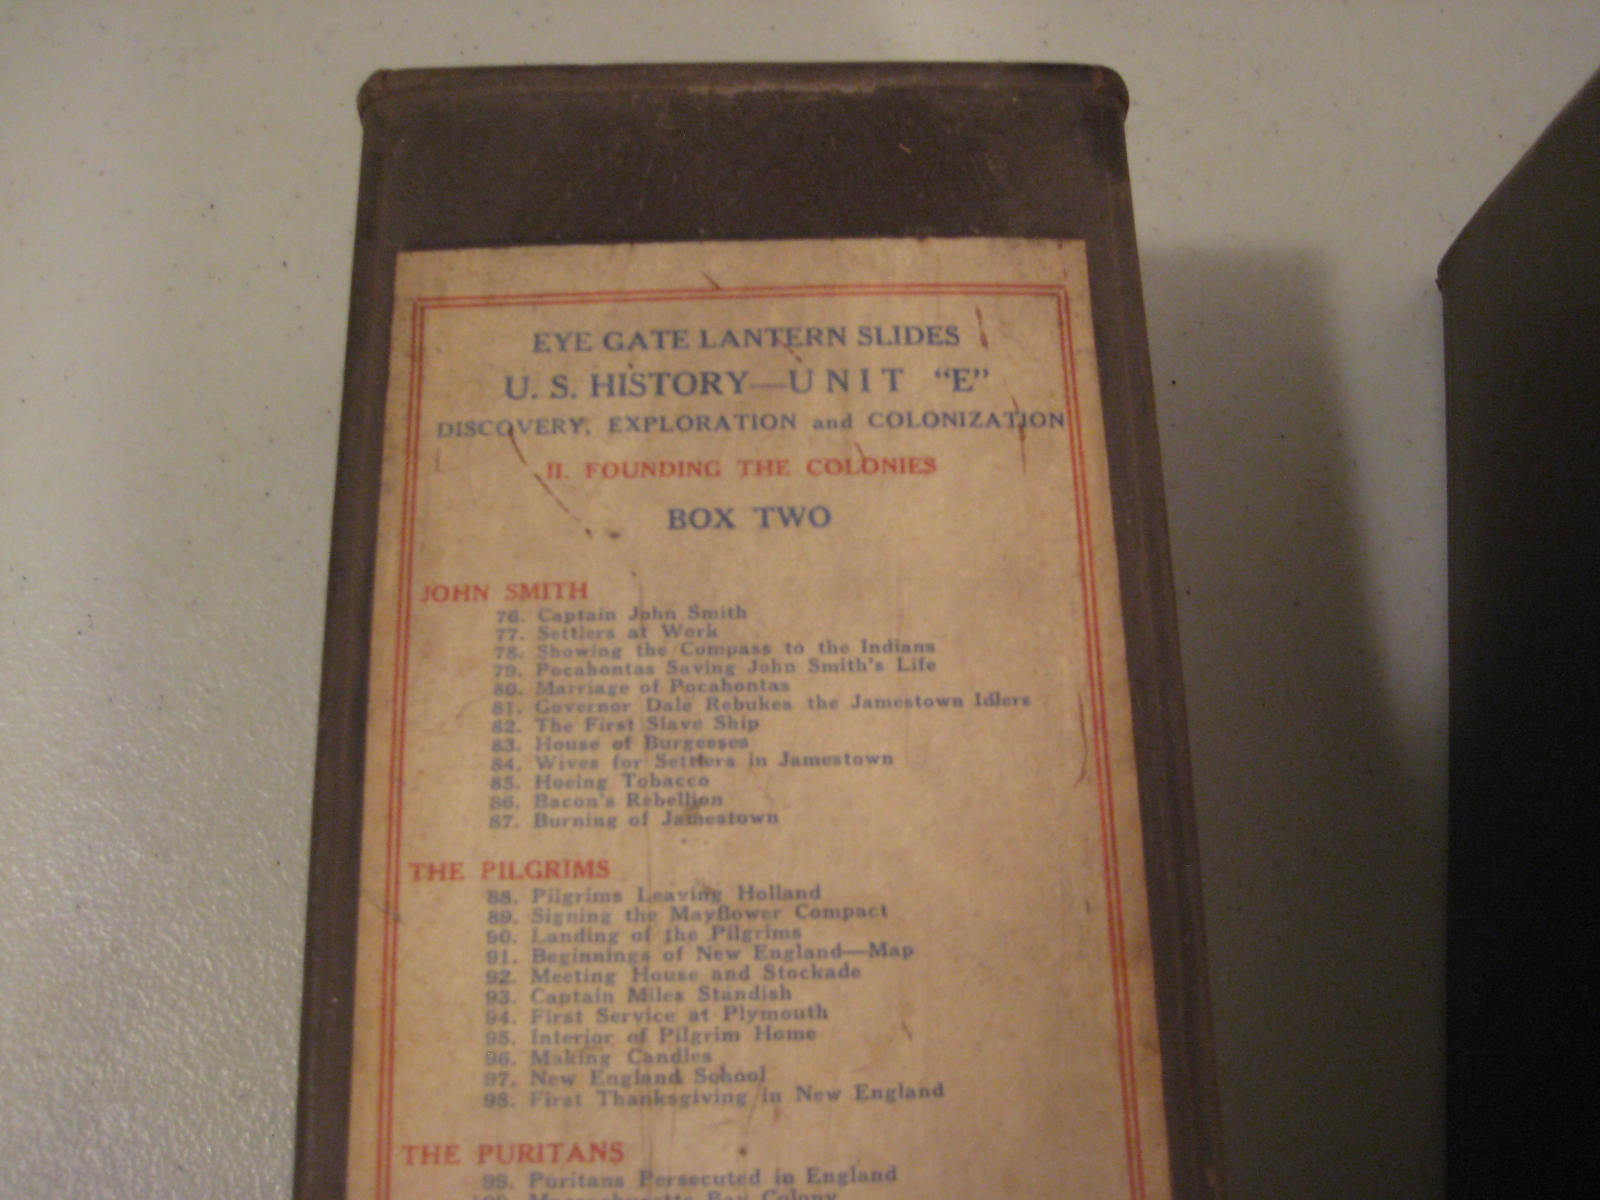 EYE GATE LANTERN SLIDES
U. S. HISTORY—UNIT "E"
DISCOVERY, EXPLORATION and COLONIZATION
II. FOUNDING THE COLONIES
BOX TWO
JOHN SMITH
76. Captain John Smith
77. Settlers at Work
78. Showing the Compass to the Indians
79. Pocahontas Saving John Smith's Life
80. Marriage of Pocahontas
81. Governor Dale Rebukes the Jamestown Idlers
82. The First Slave Ship
83. House of Burgesses
84. Wives for Settlers in Jamestown
85. Hoeing Tobacco
86. Bacon's Rebellion
87. Burning of Jamestown
THE PILGRIMS
88. Pilgrims Leaving Holland
89. Signing the Mayflower Compact
90. Landing of the Pilgrims
91. Beginnings of New England—Map
92. Meeting House and Stockade
93. Captain Miles Standish
94. First Service at Plymouth
95. Interior of Pilgrim Home
96. Making Candles
97. New England School
98. First Thanksgiving in New England
THE PURITANS
99. Puritans Persecuted in England
100. Massachusetts Bay Colony